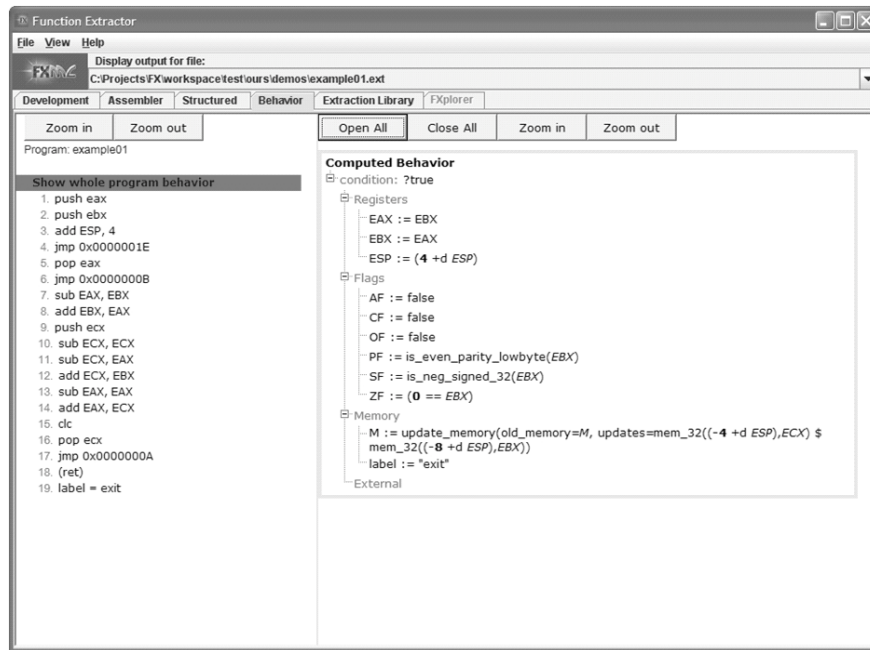 Function Extractor
File View Help
Display output for file:
C:\Projects\FX\workspace\test\ours\demos\example01.ext
Development Assembler Structured Behavior Extraction Library FXplorer
Zoom in Zoom out Open All Close All Zoom in Zoom out
Program: example01
Show whole program behavior
1. push eax
2. push ebx
3. add ESP, 4
4. jmp 0x0000001E
5. pop eax
6. jmp 0x0000000B
7. sub EAX, EBX
8. add EBX, EAX
9. push ecx
10. sub ECX, ECX
11. sub ECX, EAX
12. add ECX, EBX
13. sub EAX, EAX
14. add EAX, ECX
15. clc
16. pop ecx
17. jmp 0x0000000A
18. (ret)
19. label = exit
Computed Behavior
condition: ?true
Registers
EAX := EBX
EBX := EAX
ESP := (4 +d ESP)
Flags
AF := false
CF := false
OF := false
PF := is_even_parity_lowbyte(EBX)
SF := is_neg_signed_32(EBX)
ZF := (0 == EBX)
Memory
M := update_memory(old_memory=M, updates=mem_32((-4 +d ESP),ECX) $
mem_32((-8 +d ESP),EBX))
label := "exit"
External